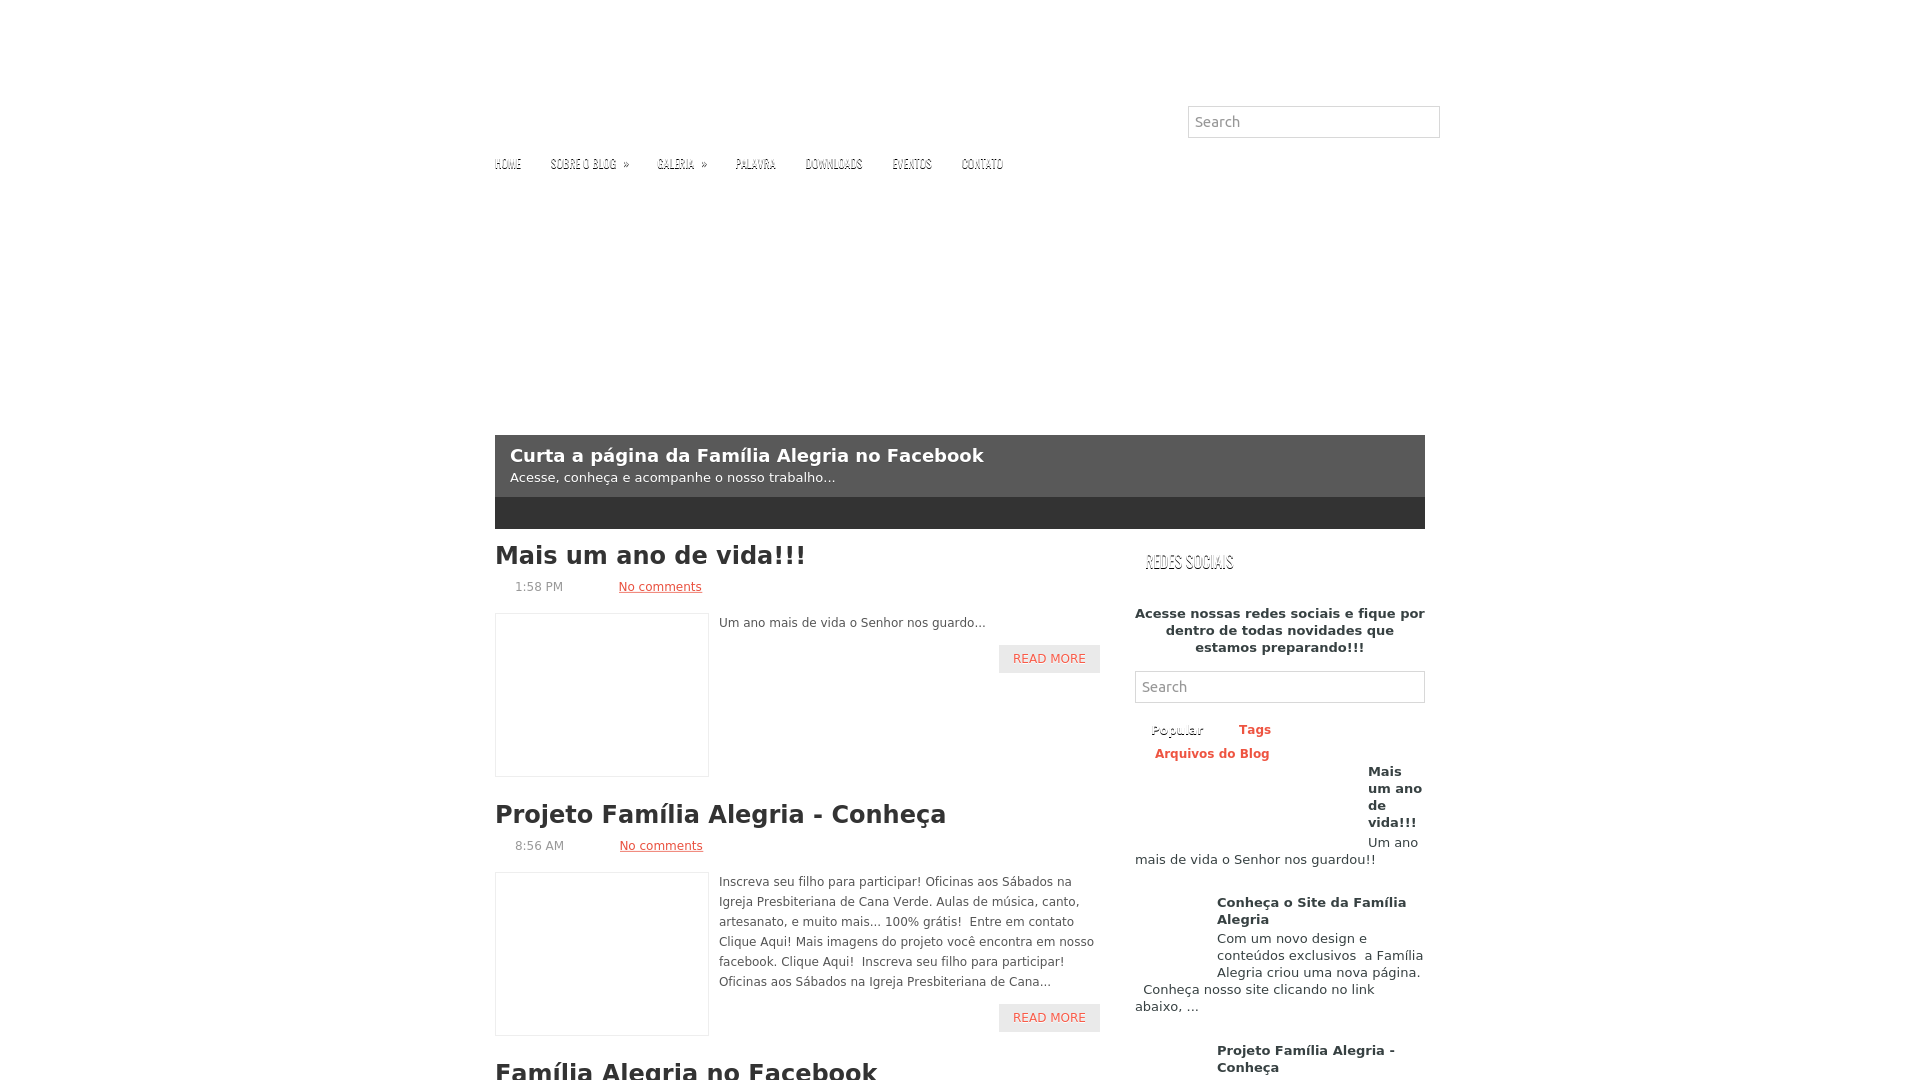 Search
HOME
SOBRE O BLOG »
GALERIA »
PALAVRA
DOWNLOADS
EVENTOS
CONTATO
Curta a página da Família Alegria no Facebook
Acesse, conheça e acompanhe o nosso trabalho...
Mais um ano de vida!!!
1:58 PM
No comments
Um ano mais de vida o Senhor nos guardo...
READ MORE
Projeto Família Alegria - Conheça
8:56 AM
No comments
Inscreva seu filho para participar! Oficinas aos Sábados na
Igreja Presbiteriana de Cana Verde. Aulas de música, canto,
artesanato, e muito mais... 100% grátis!  Entre em contato
Clique Aqui! Mais imagens do projeto você encontra em nosso
facebook. Clique Aqui!  Inscreva seu filho para participar!
Oficinas aos Sábados na Igreja Presbiteriana de Cana...
READ MORE
Família Alegria no Facebook
REDES SOCIAIS
Acesse nossas redes sociais e fique por
dentro de todas novidades que
estamos preparando!!!
Search
Popular
Tags
Arquivos do Blog
Mais
um ano
de
vida!!!
Um ano
mais de vida o Senhor nos guardou!!
Conheça o Site da Família
Alegria
Com um novo design e
conteúdos exclusivos  a Família
Alegria criou uma nova página.
Conheça nosso site clicando no link
abaixo, ...
Projeto Família Alegria -
Conheça